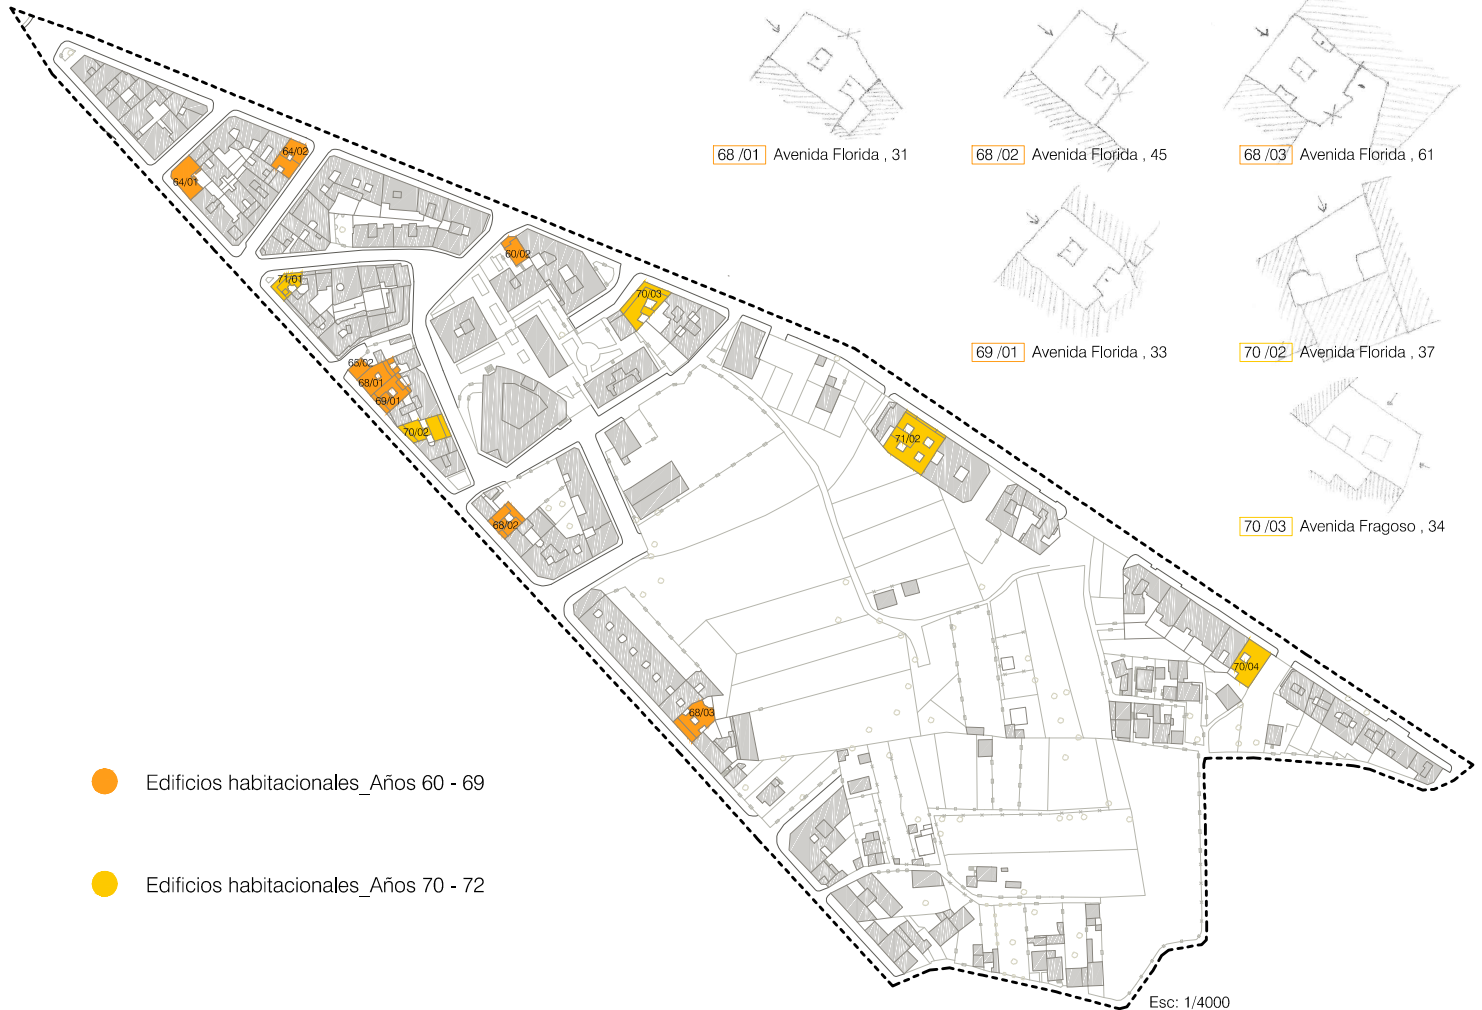 68 /01 Avenida Florida , 31
68 /02 Avenida Florida , 45
68 /03 Avenida Florida , 61
69 /01 Avenida Florida , 33
70 /02 Avenida Florida , 37
70 /03 Avenida Fragoso , 34
64/02
64/01
60/02
71/01
70/03
65/02
68/01
69/01
70/02
71/02
68/02
70/04
68/03
Edificios habitacionales_Años 60 - 69
Edificios habitacionales_Años 70 - 72
Esc: 1/4000